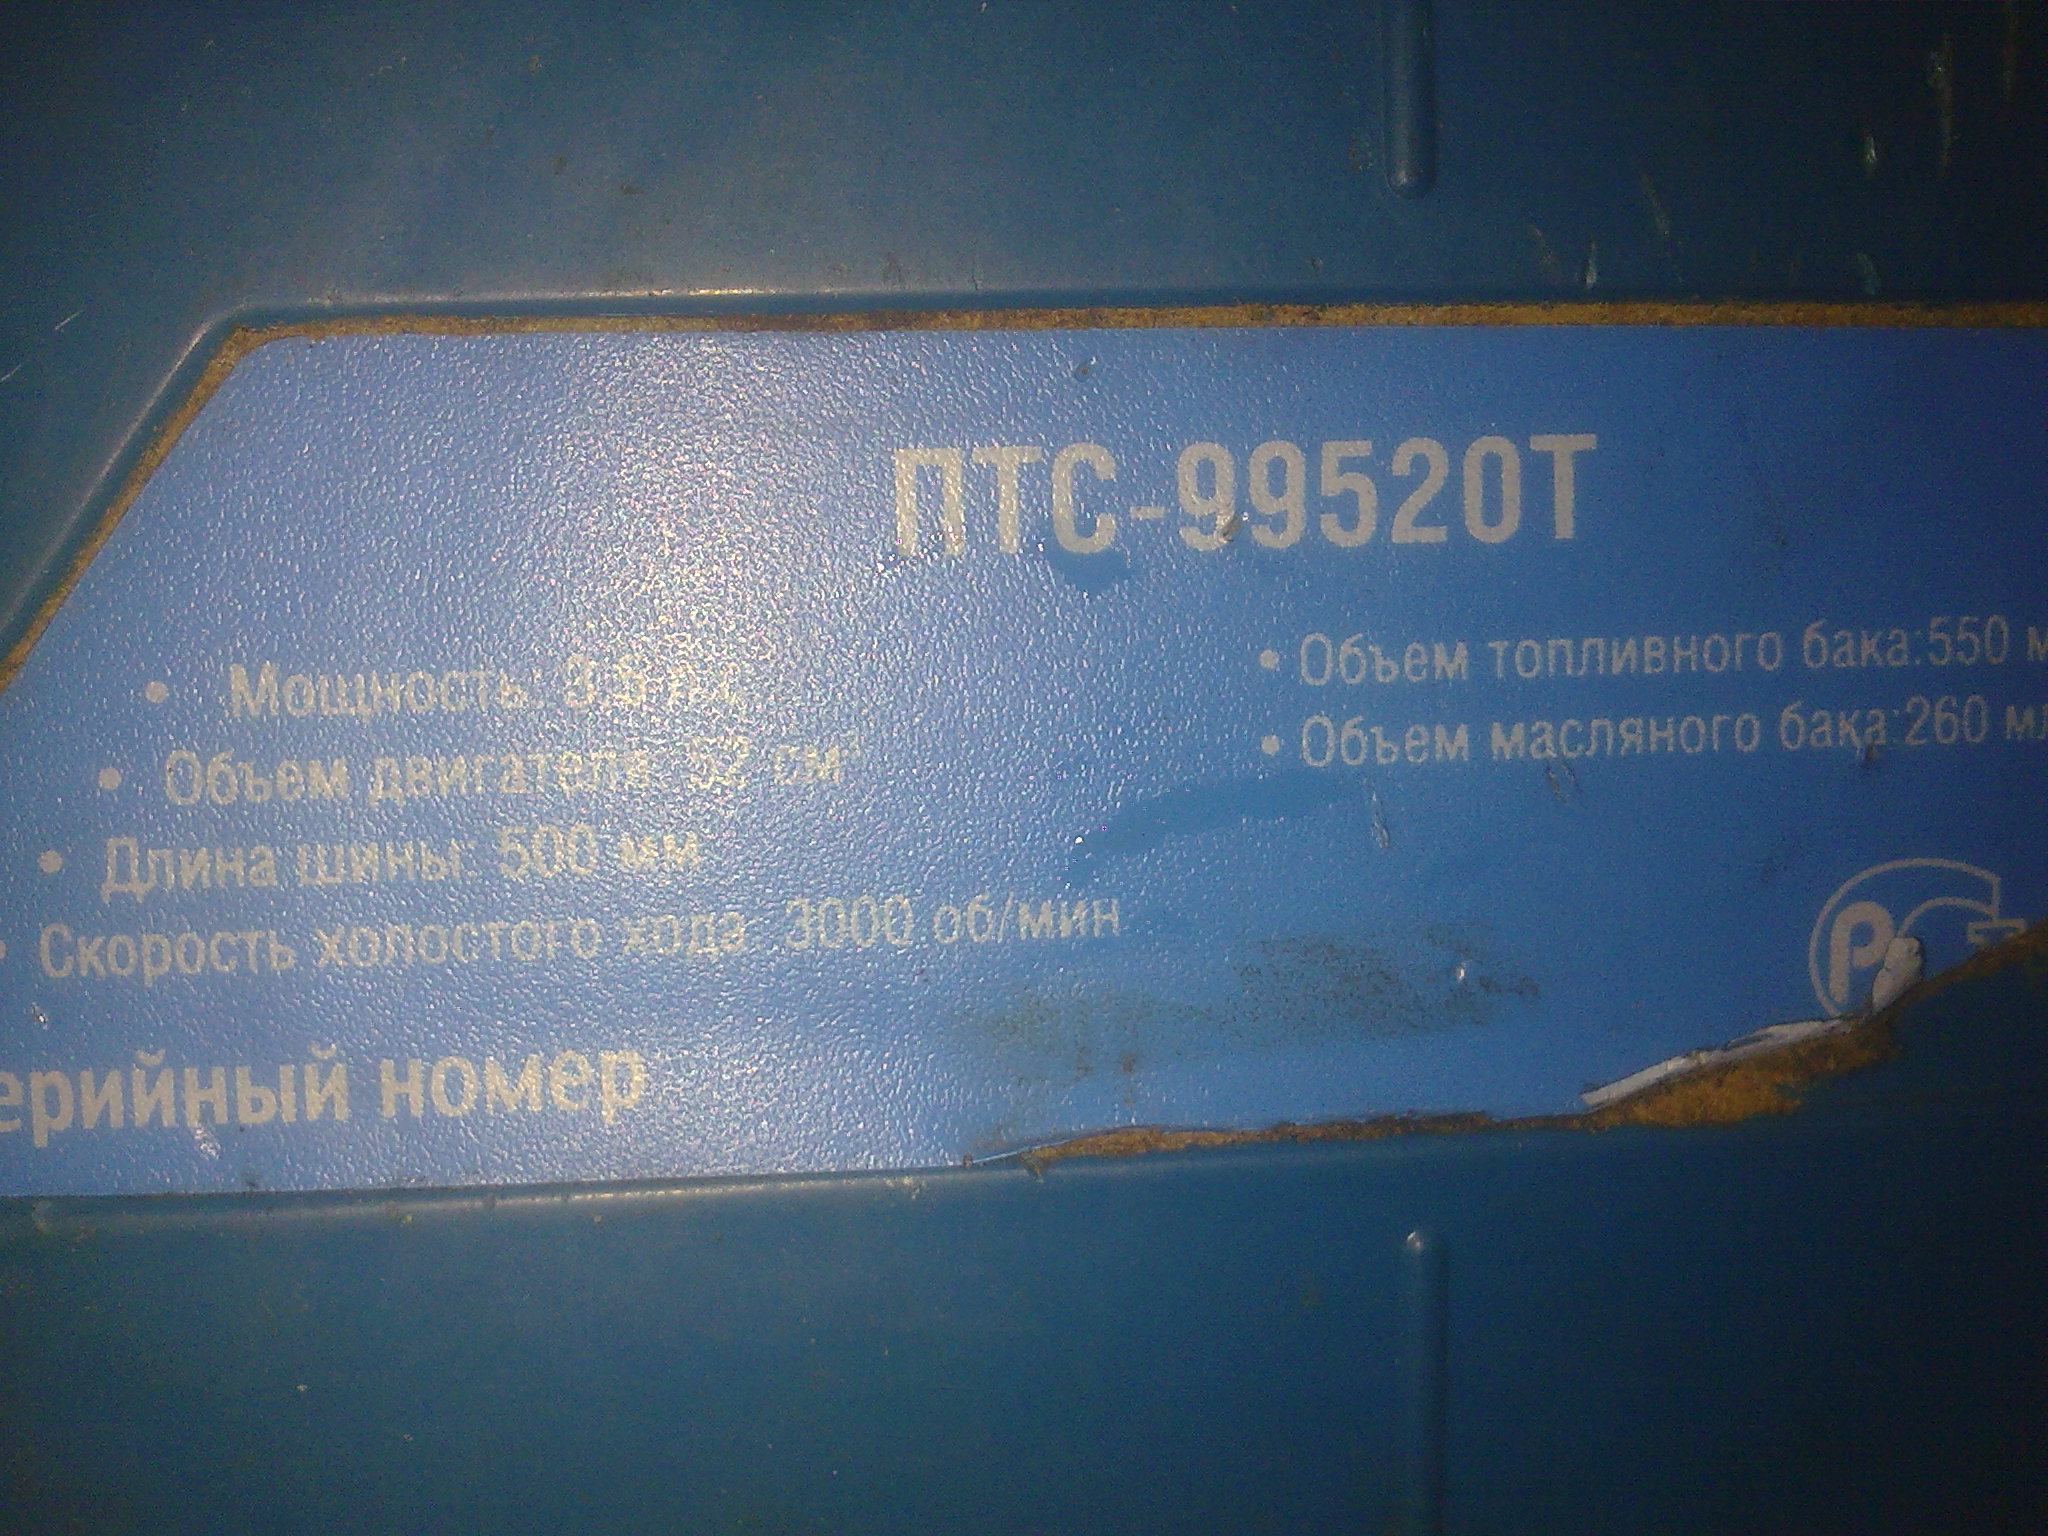 ПТС-99520Т
• Мощность: 3.5 л.с.
• Объем двигателя: 52 см³
• Длина шины: 500 мм
• Скорость холостого хода: 3000 об/мин
ерийный номер
• Объем топливного бака:550 м
• Объем масляного бака:260 мл
Р